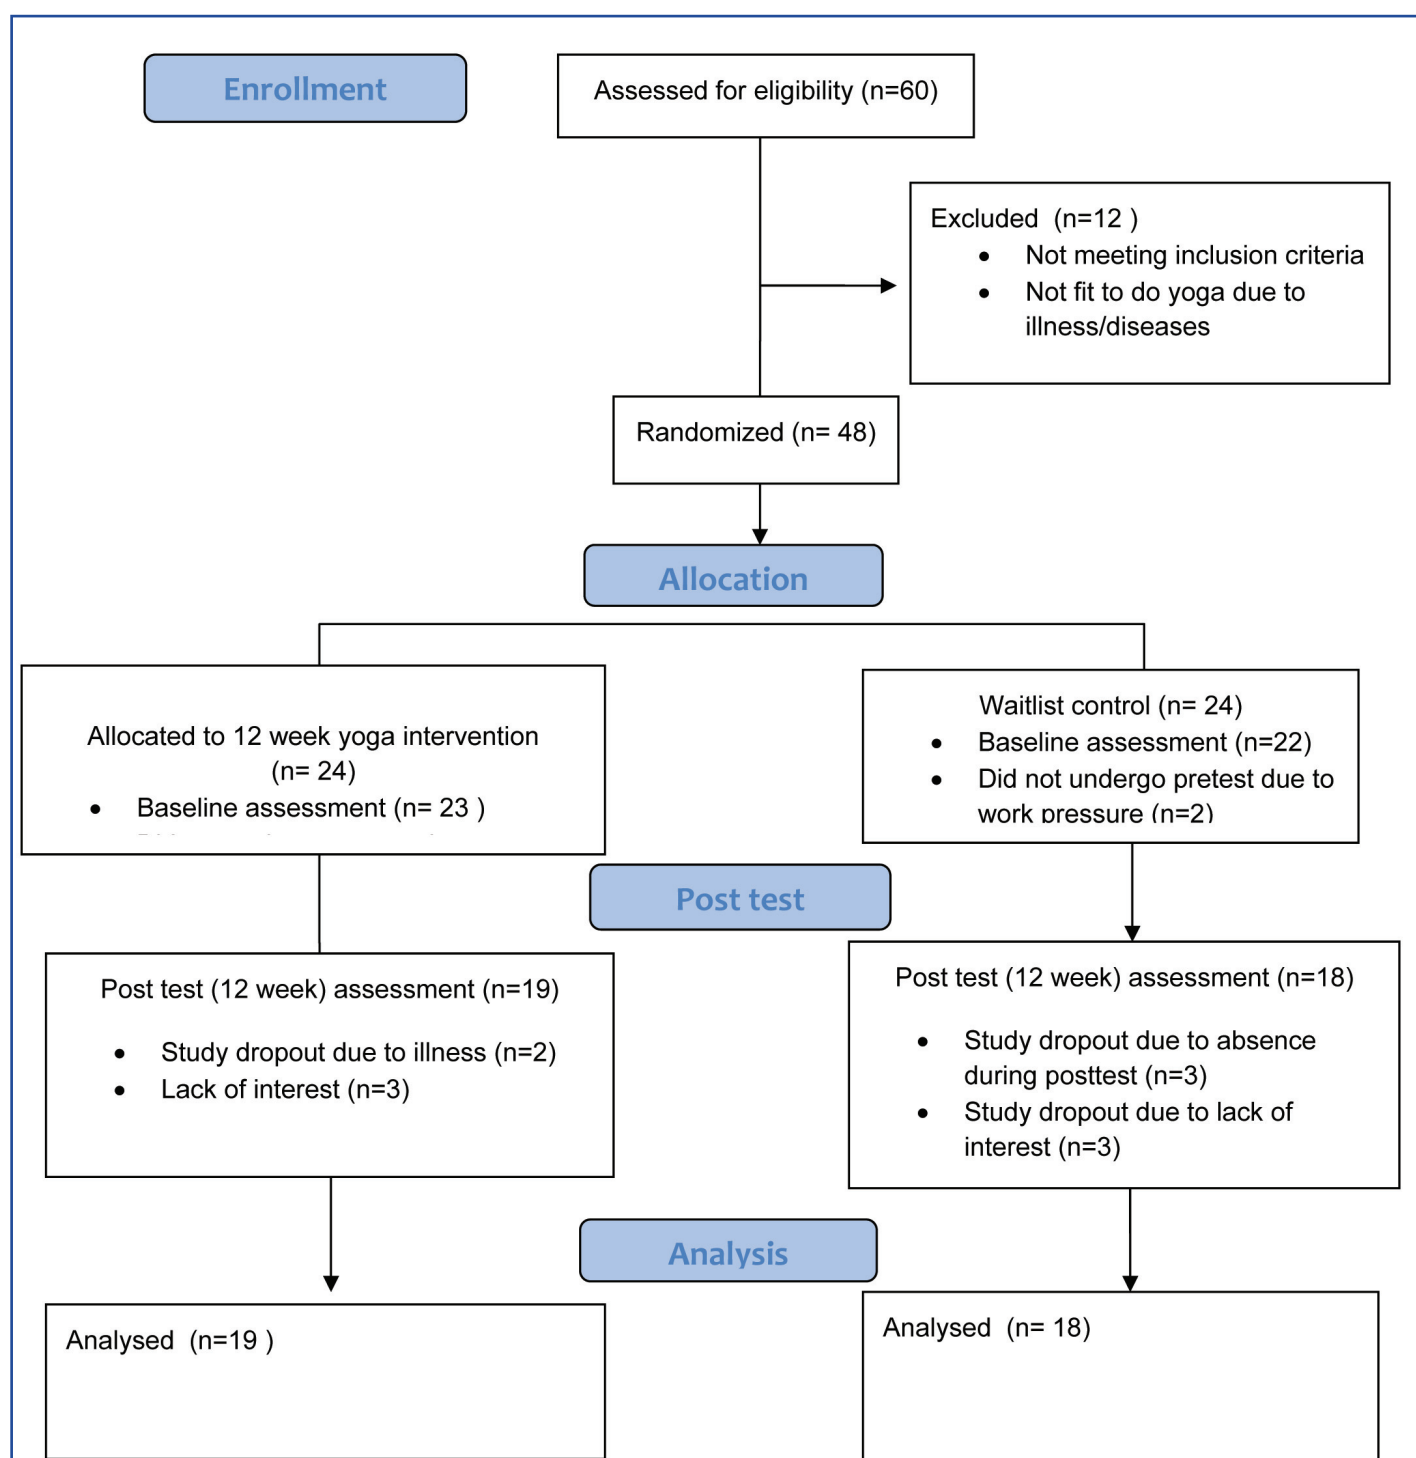 Enrollment
Assessed for eligibility (n=60)
Excluded  (n=12 )
• Not meeting inclusion criteria
• Not fit to do yoga due to
illness/diseases
Randomized (n= 48)
Allocation
Allocated to 12 week yoga intervention
(n= 24)
• Baseline assessment (n= 23 )
Waitlist control (n= 24)
• Baseline assessment (n=22)
• Did not undergo pretest due to
work pressure (n=2)
Post test
Post test (12 week) assessment (n=19)
• Study dropout due to illness (n=2)
• Lack of interest (n=3)
Post test (12 week) assessment (n=18)
• Study dropout due to absence
during posttest (n=3)
• Study dropout due to lack of
interest (n=3)
Analysis
Analysed  (n=19 )
Analysed  (n= 18)